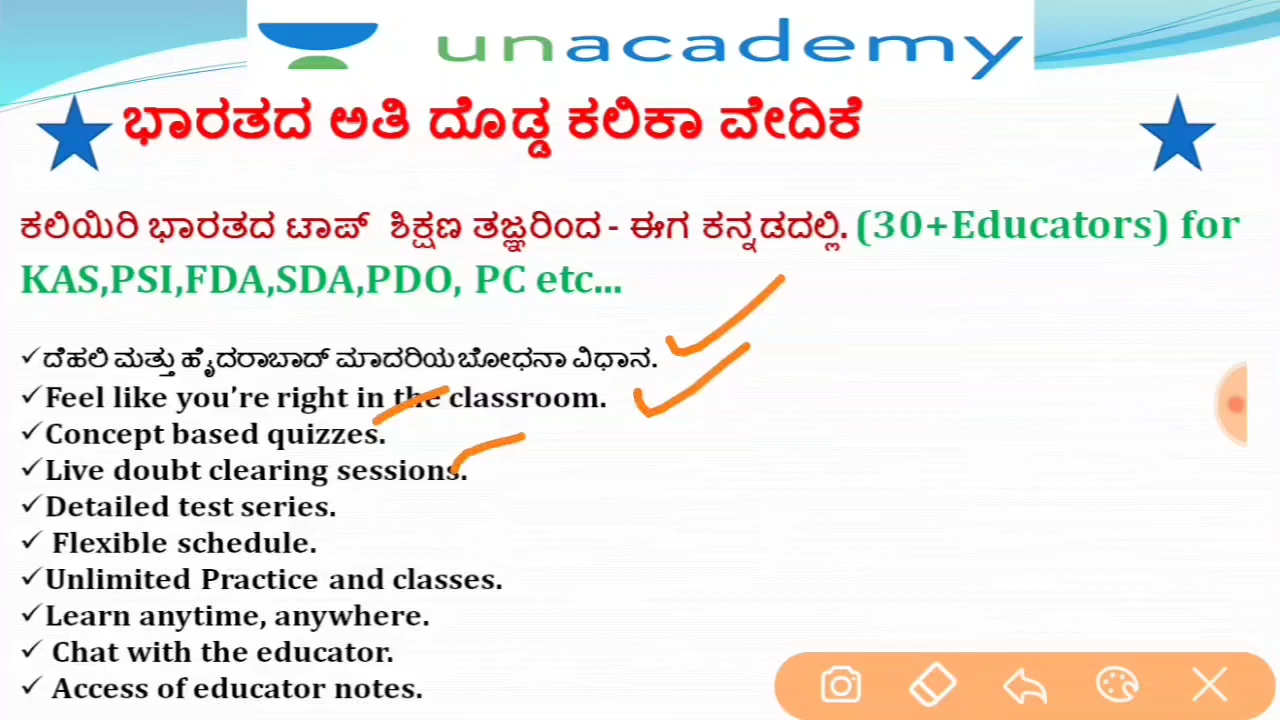 unacademy
ಭಾರತದ ಅತಿ ದೊಡ್ಡ ಕಲಿಕಾ ವೇದಿಕೆ
ಕಲಿಯಿರಿ ಭಾರತದ ಟಾಪ್ ಶಿಕ್ಷಣ ತಜ್ಞರಿಂದ - ಈಗ ಕನ್ನಡದಲ್ಲಿ. (30+Educators) for
KAS,PSI,FDA,SDA,PDO, PC etc...
ದೆಹಲಿ ಮತ್ತು ಹೈದರಾಬಾದ್ ಮಾದರಿಯ ಬೋಧನಾ ವಿಧಾನ.
Feel like you're right in the classroom.
Concept based quizzes.
Live doubt clearing sessions.
Detailed test series.
Flexible schedule.
Unlimited Practice and classes.
Learn anytime, anywhere.
Chat with the educator.
Access of educator notes.